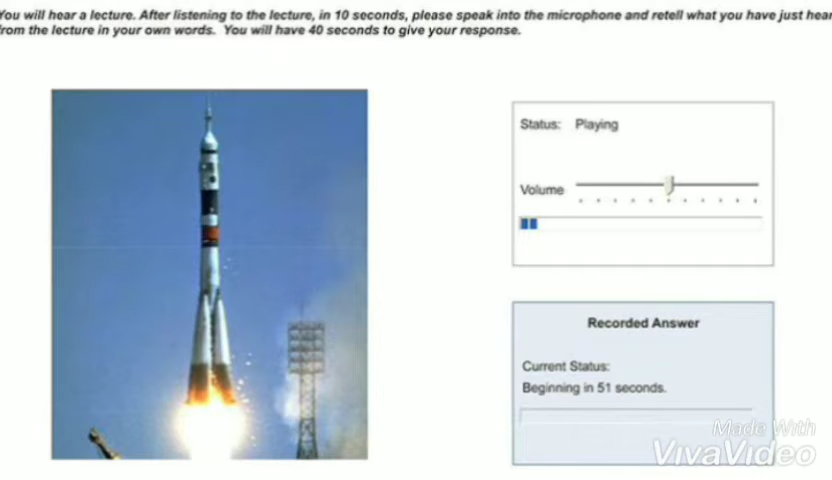 You will hear a lecture. After listening to the lecture, in 10 seconds, please speak into the microphone and retell what you have just hear
from the lecture in your own words. You will have 40 seconds to give your response.
Status: Playing
Volume
Recorded Answer
Current Status:
Beginning in 51 seconds.
Made With
VivaVideo